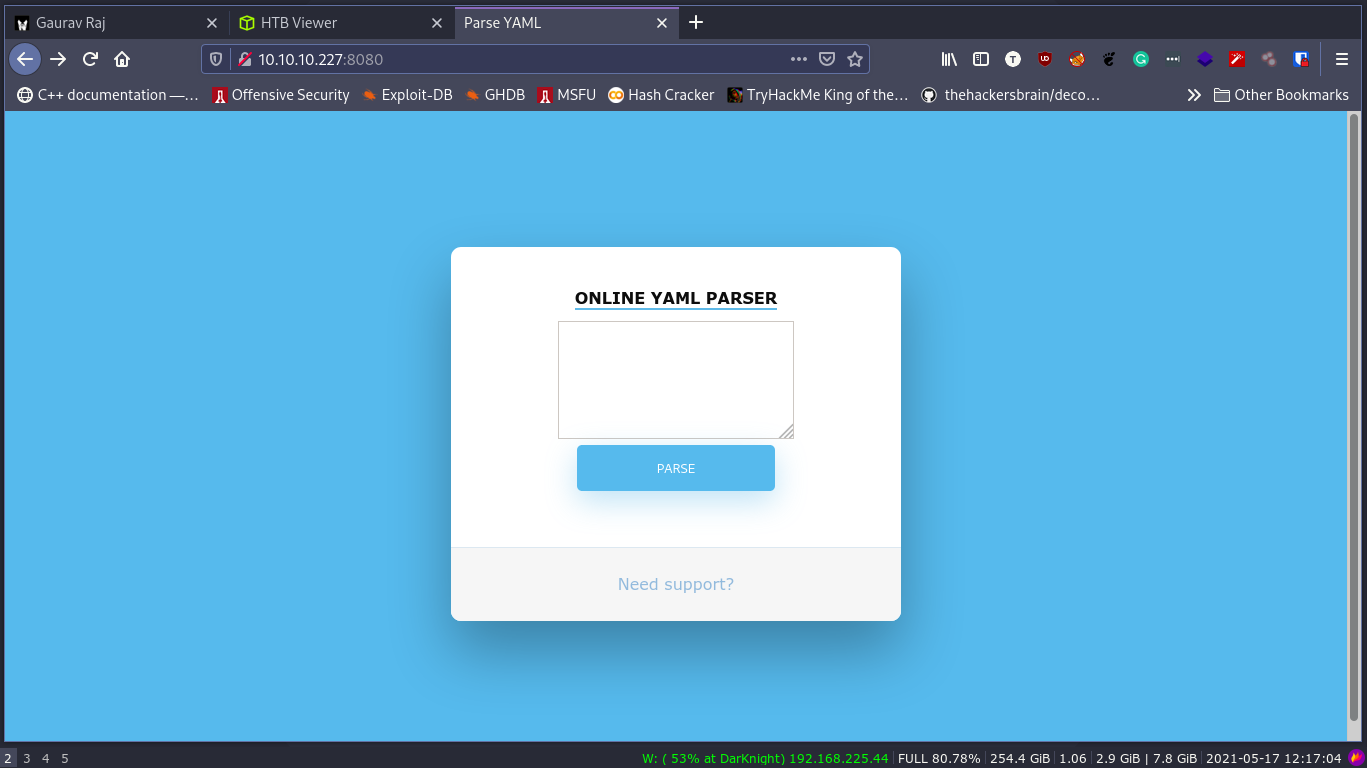 Gaurav Raj HTB Viewer Parse YAML
10.10.10.227:8080
C++ documentation —... Offensive Security Exploit-DB GHDB MSFU Hash Cracker TryHackMe King of the... thehackersbrain/deco... Other Bookmarks
ONLINE YAML PARSER
PARSE
Need support?
2 3 4 5 W: ( 53% at DarKnight) 192.168.225.44 FULL 80.78% 254.4 GiB 1.06 2.9 GiB | 7.8 GiB 2021-05-17 12:17:04